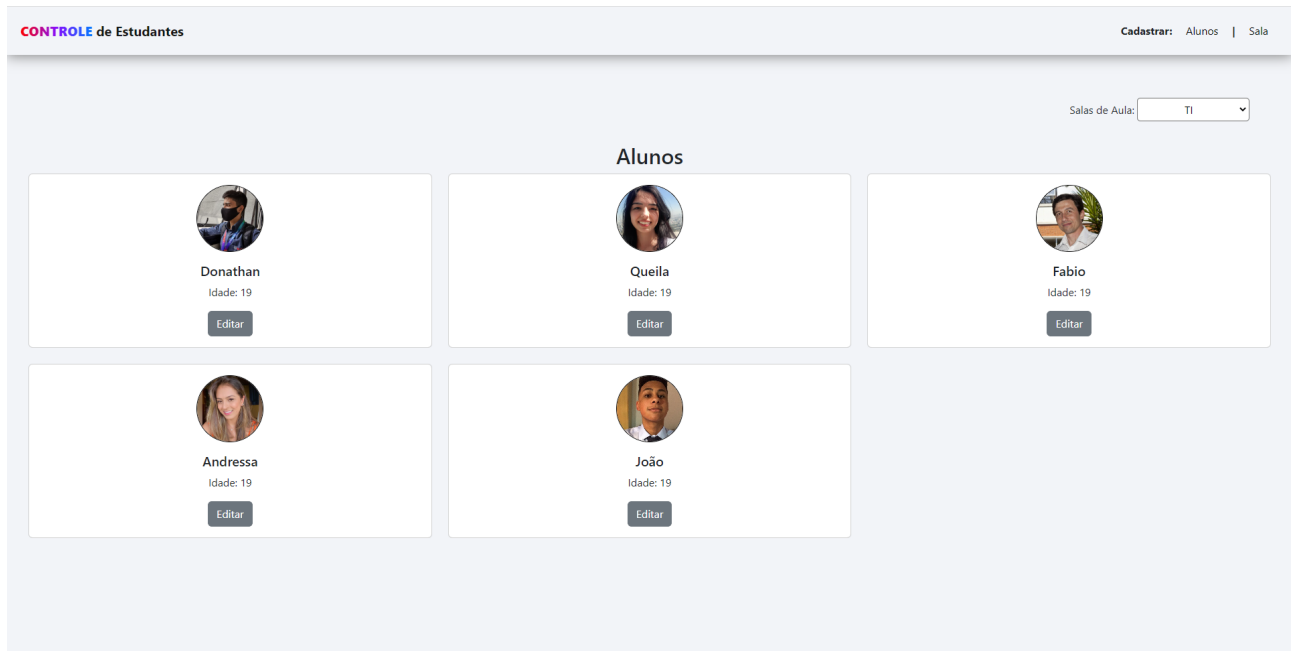 CONTROLE de Estudantes
Cadastrar: Alunos | Sala
Salas de Aula: TI
Alunos
Donathan
Idade: 19
Editar
Queila
Idade: 19
Editar
Fabio
Idade: 19
Editar
Andressa
Idade: 19
Editar
João
Idade: 19
Editar